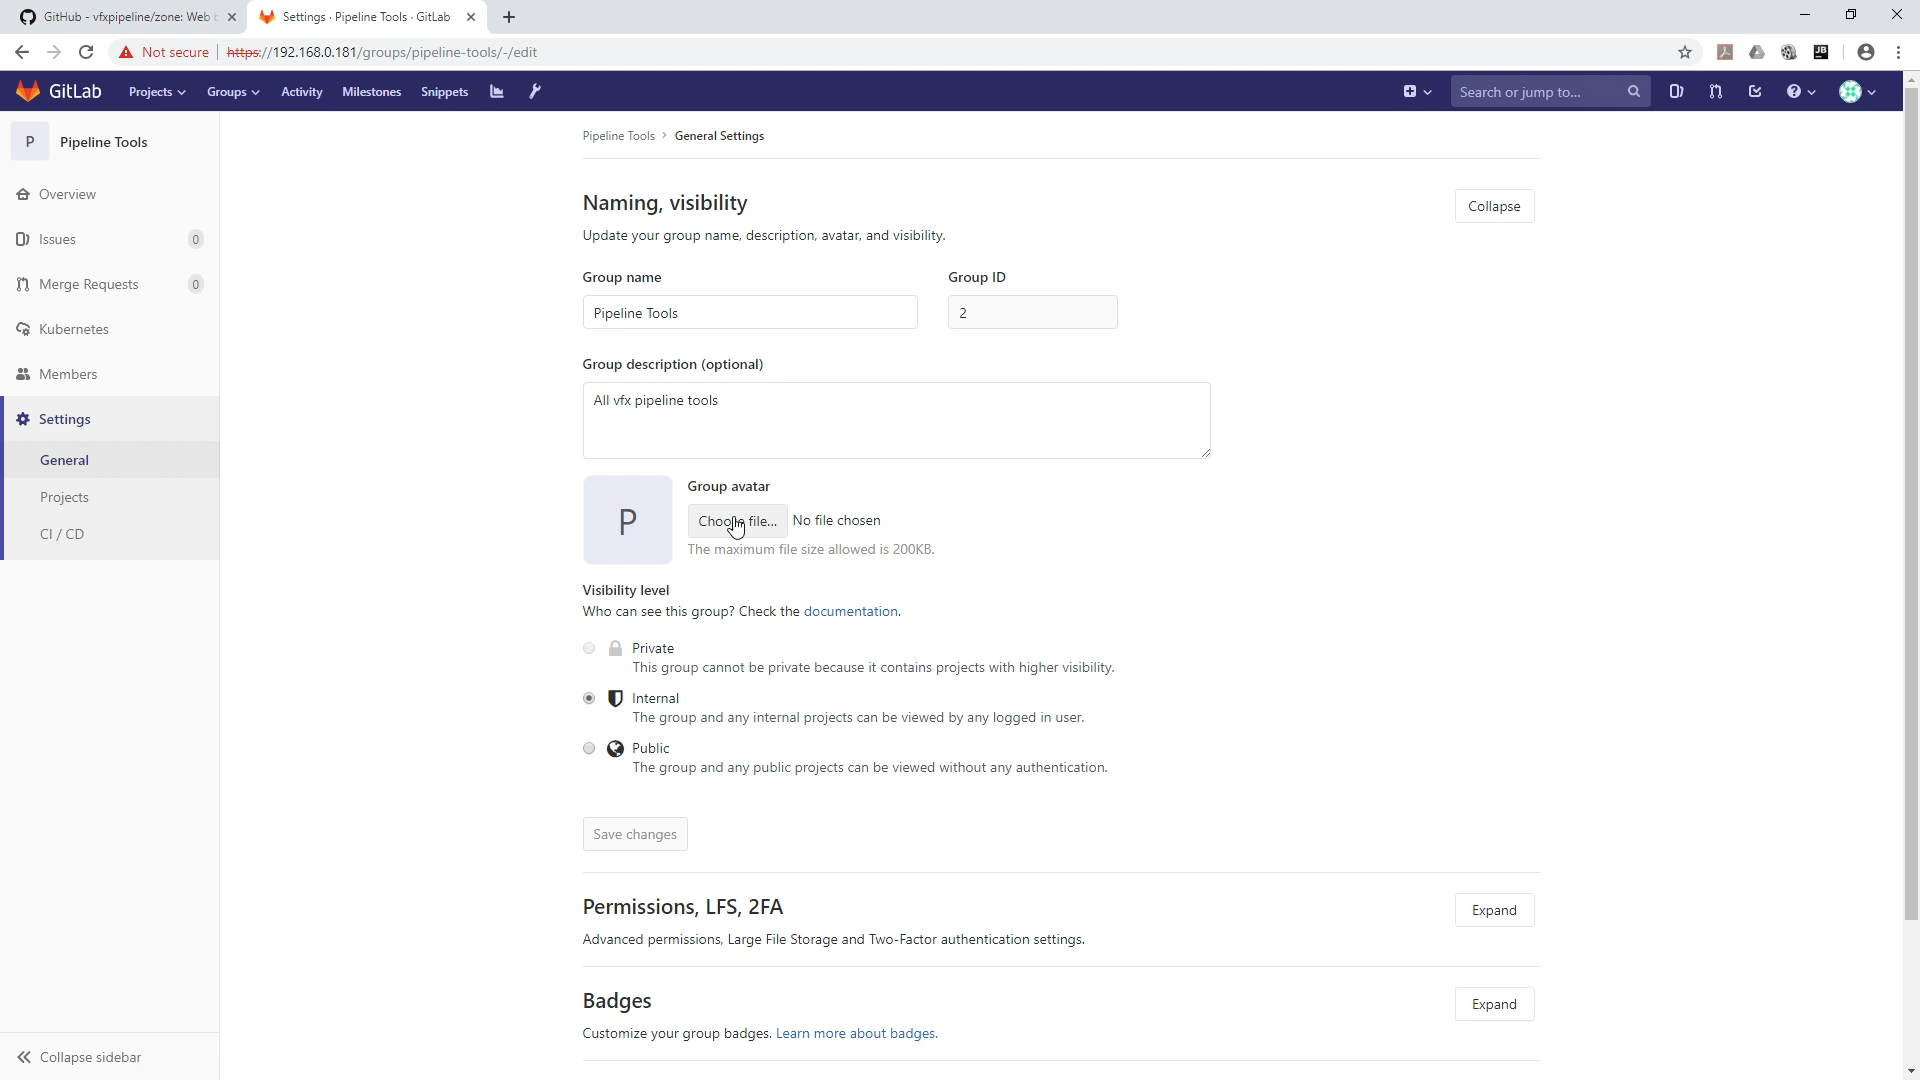 GitHub - vfxpipeline/zone: Web
Settings · Pipeline Tools · GitLab
Not secure
https://192.168.0.181/groups/pipeline-tools/-/edit
JB
GitLab
Projects
Groups
Activity
Milestones
Snippets
Search or jump to...
P
Pipeline Tools
Overview
Issues
0
Merge Requests
0
Kubernetes
Members
Settings
General
Projects
CI / CD
Collapse sidebar
Pipeline Tools > General Settings
Naming, visibility
Collapse
Update your group name, description, avatar, and visibility.
Group name
Group ID
Pipeline Tools
2
Group description (optional)
All vfx pipeline tools
P
Group avatar
Choose file...
No file chosen
The maximum file size allowed is 200KB.
Visibility level
Who can see this group? Check the documentation.
Private
This group cannot be private because it contains projects with higher visibility.
Internal
The group and any internal projects can be viewed by any logged in user.
Public
The group and any public projects can be viewed without any authentication.
Save changes
Permissions, LFS, 2FA
Expand
Advanced permissions, Large File Storage and Two-Factor authentication settings.
Badges
Expand
Customize your group badges. Learn more about badges.